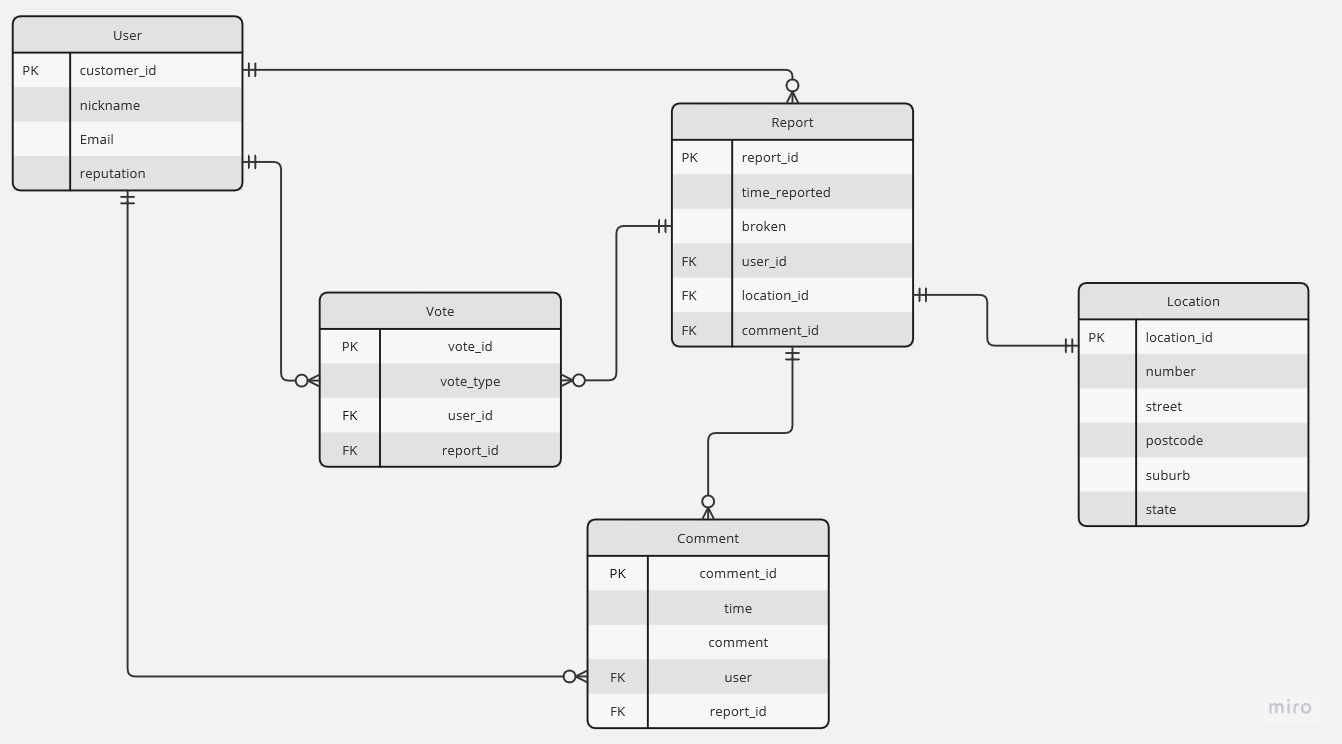 User
PK customer_id
nickname
Email
reputation
Report
PK report_id
time_reported
broken
FK user_id
FK location_id
FK comment_id
Vote
PK vote_id
vote_type
FK user_id
FK report_id
Location
PK location_id
number
street
postcode
suburb
state
Comment
PK comment_id
time
comment
FK user
FK report_id
miro